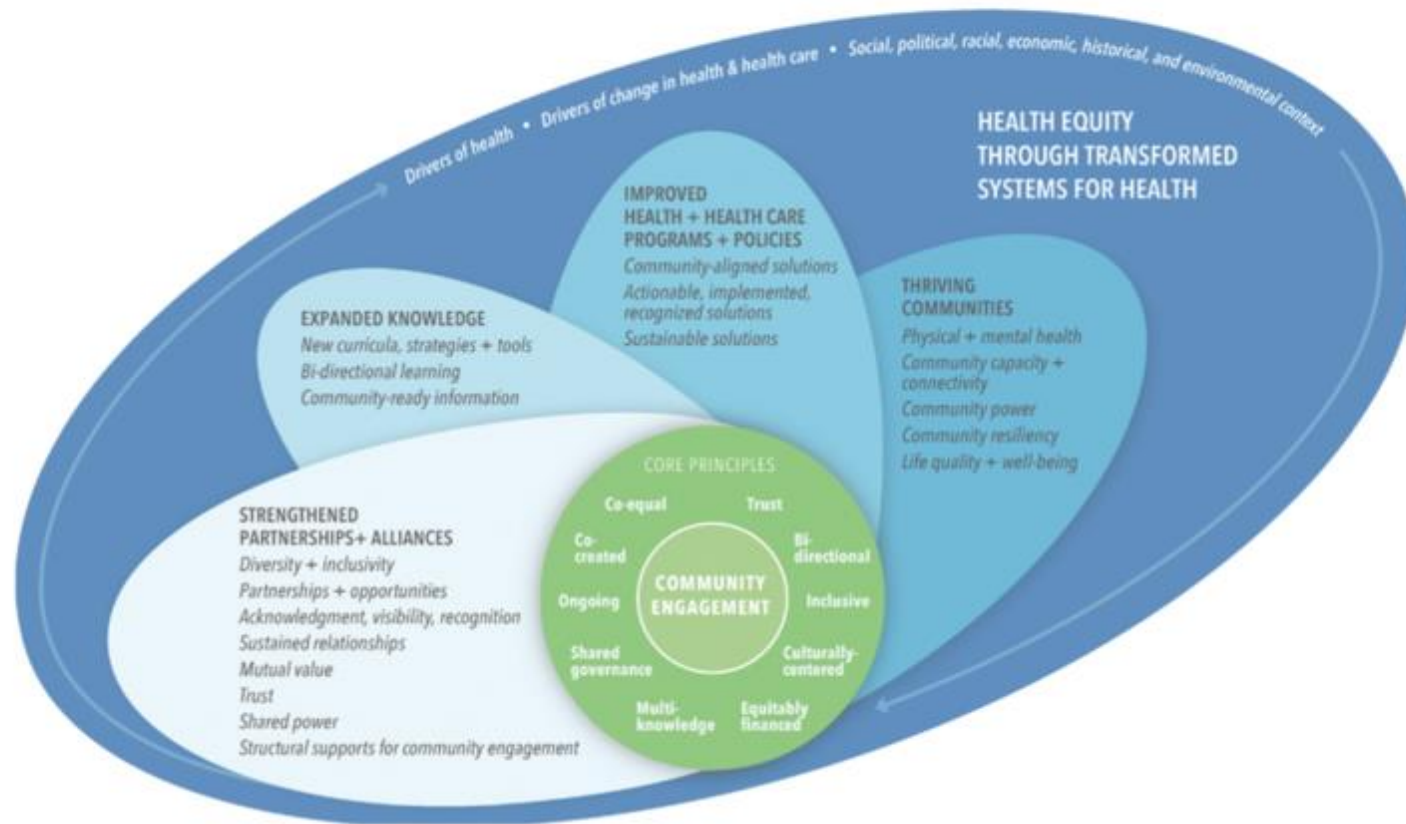 Drivers of health • Drivers of change in health & health care • Social, political, racial, economic, historical, and environmental context
HEALTH EQUITY
THROUGH TRANSFORMED
SYSTEMS FOR HEALTH
IMPROVED
HEALTH + HEALTH CARE
PROGRAMS + POLICIES
Community-aligned solutions
Actionable, implemented,
recognized solutions
Sustainable solutions
THRIVING
COMMUNITIES
Physical + mental health
Community capacity +
connectivity
Community power
Community resiliency
Life quality + well-being
EXPANDED KNOWLEDGE
New curricula, strategies + tools
Bi-directional learning
Community-ready information
STRENGTHENED
PARTNERSHIPS+ ALLIANCES
Diversity + inclusivity
Partnerships + opportunities
Acknowledgment, visibility, recognition
Sustained relationships
Mutual value
Trust
Shared power
Structural supports for community engagement
CORE PRINCIPLES
Co-equal
Trust
Co-
created
Bi-
directional
Ongoing
COMMUNITY
ENGAGEMENT
Inclusive
Shared
governance
Culturally-
centered
Multi-
knowledge
Equitably
financed